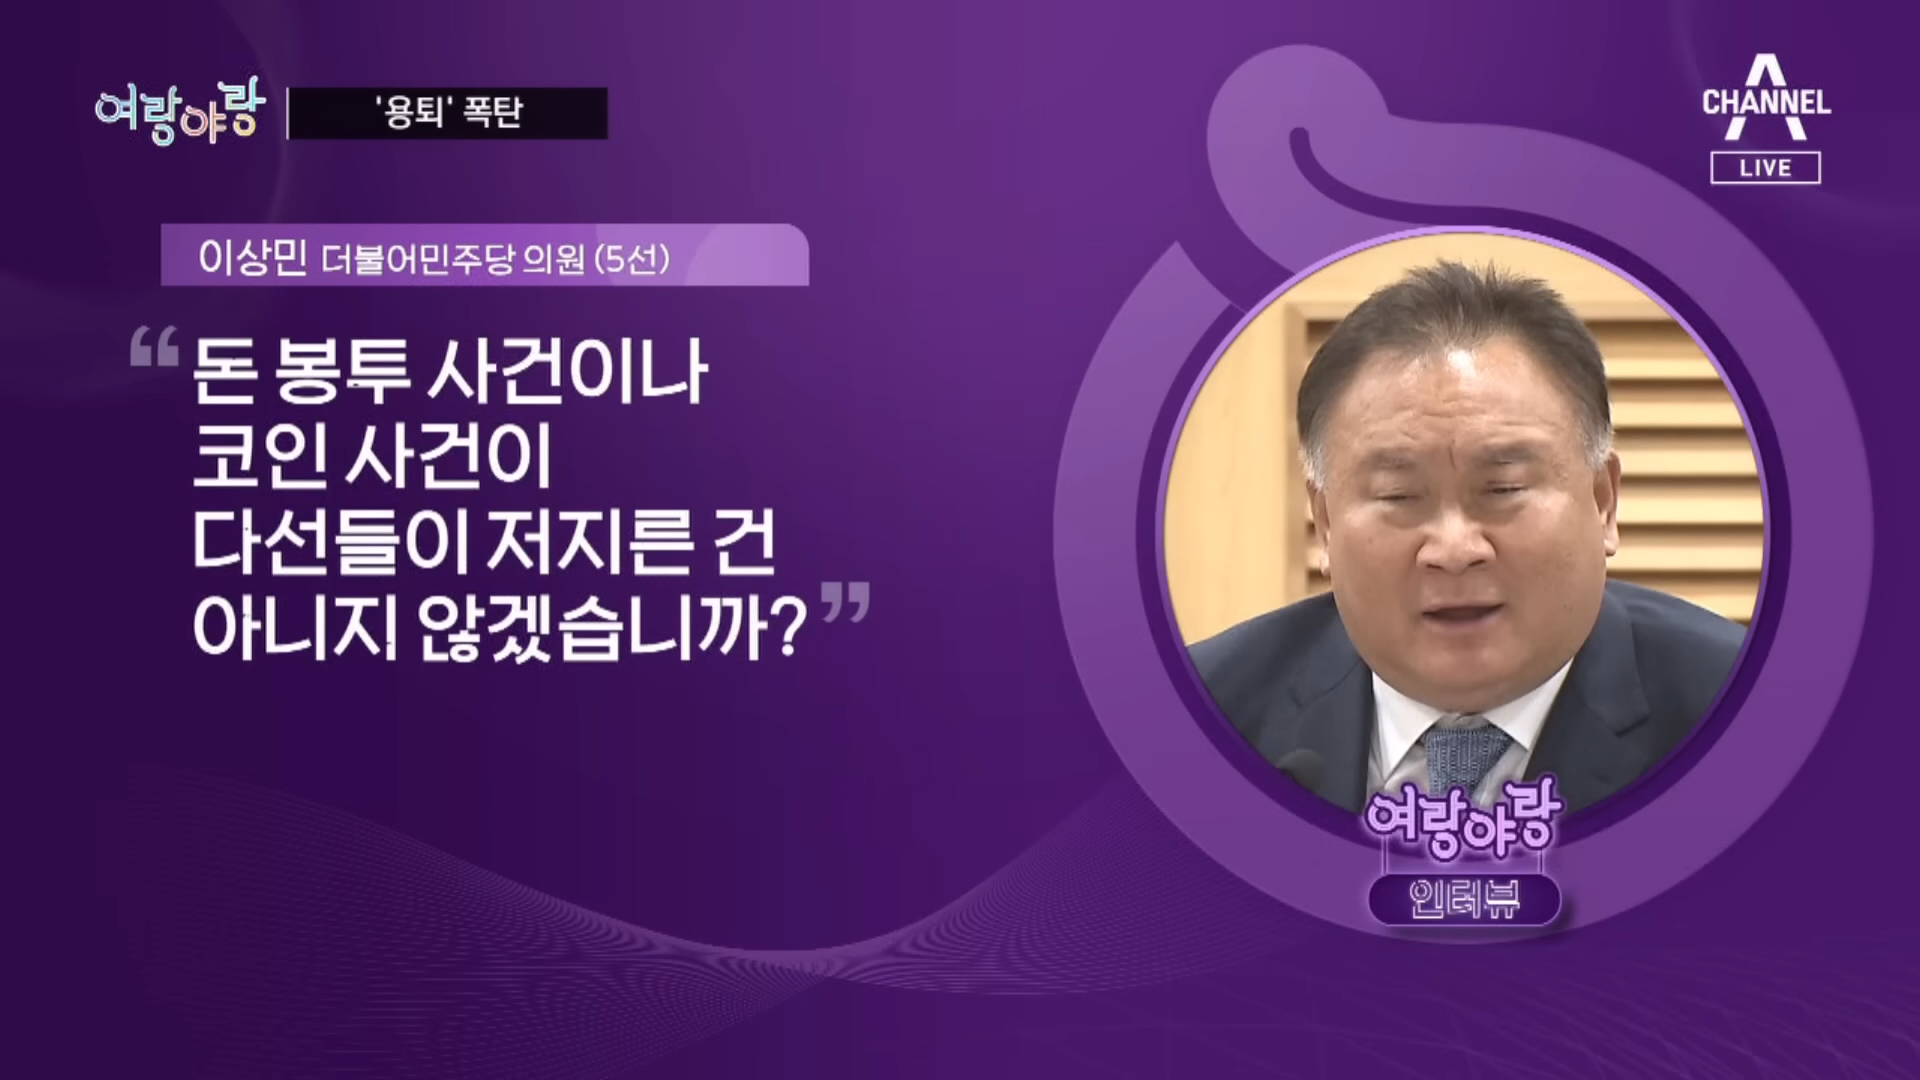 여랑야랑
'용퇴' 폭탄
CHANNEL A
LIVE
이상민 더불어민주당 의원 (5선)
“돈 봉투 사건이나
코인 사건이
다선들이 저지른 건
아니지 않겠습니까?”
여랑야랑
인터뷰